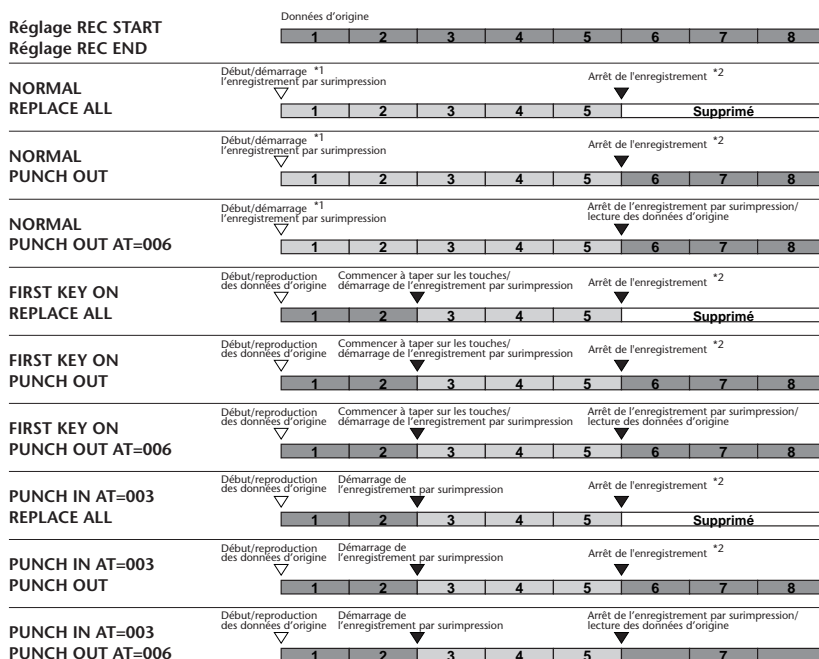 Données d'origine
Réglage REC START
Réglage REC END
1 2 3 4 5 6 7 8
Début/démarrage *1
l'enregistrement par surimpression
Arrêt de l'enregistrement *2
NORMAL
REPLACE ALL
1 2 3 4 5 Supprimé
Début/démarrage *1
l'enregistrement par surimpression
Arrêt de l'enregistrement *2
NORMAL
PUNCH OUT
1 2 3 4 5 6 7 8
Début/démarrage *1
l'enregistrement par surimpression
Arrêt de l'enregistrement par surimpression/
lecture des données d'origine
NORMAL
PUNCH OUT AT=006
1 2 3 4 5 6 7 8
Début/reproduction
des données d'origine
Commencer à taper sur les touches/
démarrage de l'enregistrement par surimpression
Arrêt de l'enregistrement *2
FIRST KEY ON
REPLACE ALL
1 2 3 4 5 Supprimé
Début/reproduction
des données d'origine
Commencer à taper sur les touches/
démarrage de l'enregistrement par surimpression
Arrêt de l'enregistrement *2
FIRST KEY ON
PUNCH OUT
1 2 3 4 5 6 7 8
Début/reproduction
des données d'origine
Commencer à taper sur les touches/
démarrage de l'enregistrement par surimpression
Arrêt de l'enregistrement par surimpression/
lecture des données d'origine
FIRST KEY ON
PUNCH OUT AT=006
1 2 3 4 5 6 7 8
Début/reproduction
des données d'origine
Démarrage de
l'enregistrement par surimpression
Arrêt de l'enregistrement *2
PUNCH IN AT=003
REPLACE ALL
1 2 3 4 5 Supprimé
Début/reproduction
des données d'origine
Démarrage de
l'enregistrement par surimpression
Arrêt de l'enregistrement *2
PUNCH IN AT=003
PUNCH OUT
1 2 3 4 5 6 7 8
Début/reproduction
des données d'origine
Démarrage de
l'enregistrement par surimpression
Arrêt de l'enregistrement par surimpression/
lecture des données d'origine
PUNCH IN AT=003
PUNCH OUT AT=006
1 2 3 4 5 7